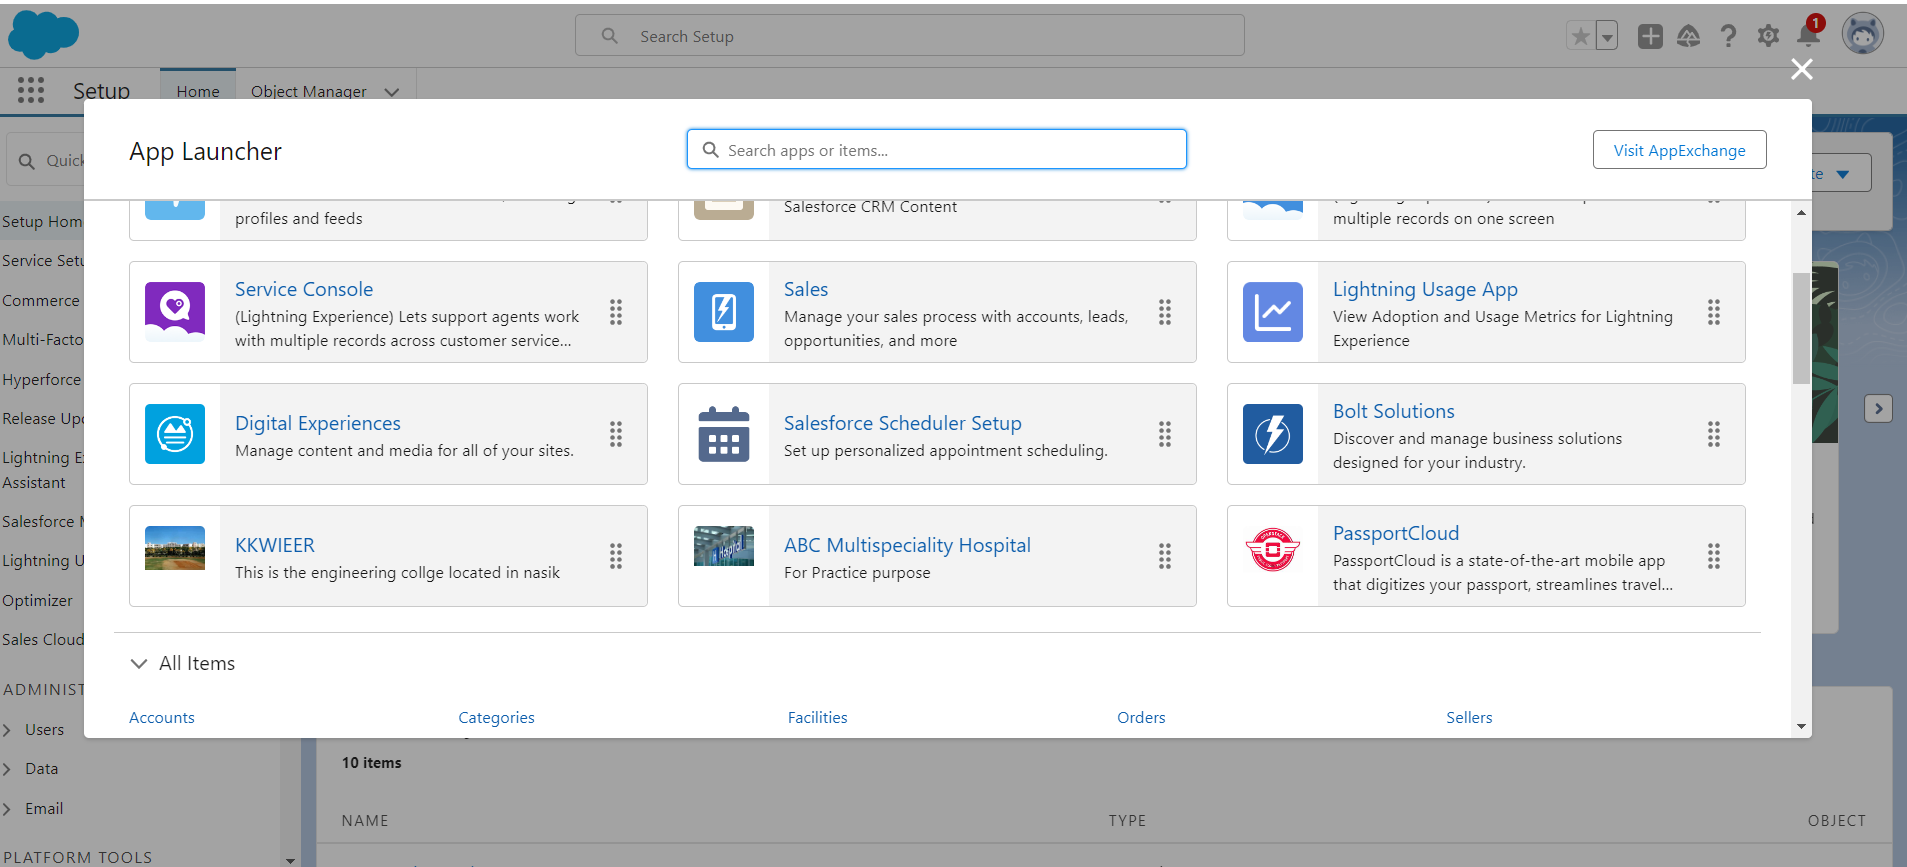 Search Setup
1
Setup
Home
Object Manager
App Launcher
Search apps or items...
Visit AppExchange
Quick
Setup Hom
Service Setu
Commerce
Multi-Facto
Hyperforce
Release Upd
Lightning E
Assistant
Salesforce M
Lightning U
Optimizer
Sales Cloud
ADMINIST
Users
Data
Email
PLATFORM TOOLS
profiles and feeds
Salesforce CRM Content
multiple records on one screen
Service Console
(Lightning Experience) Lets support agents work
with multiple records across customer service...
Sales
Manage your sales process with accounts, leads,
opportunities, and more
Lightning Usage App
View Adoption and Usage Metrics for Lightning
Experience
Digital Experiences
Manage content and media for all of your sites.
Salesforce Scheduler Setup
Set up personalized appointment scheduling.
Bolt Solutions
Discover and manage business solutions
designed for your industry.
KKWIEER
This is the engineering collge located in nasik
ABC Multispeciality Hospital
For Practice purpose
PassportCloud
PassportCloud is a state-of-the-art mobile app
that digitizes your passport, streamlines travel...
All Items
Accounts
Categories
Facilities
Orders
Sellers
10 items
NAME
TYPE
OBJECT